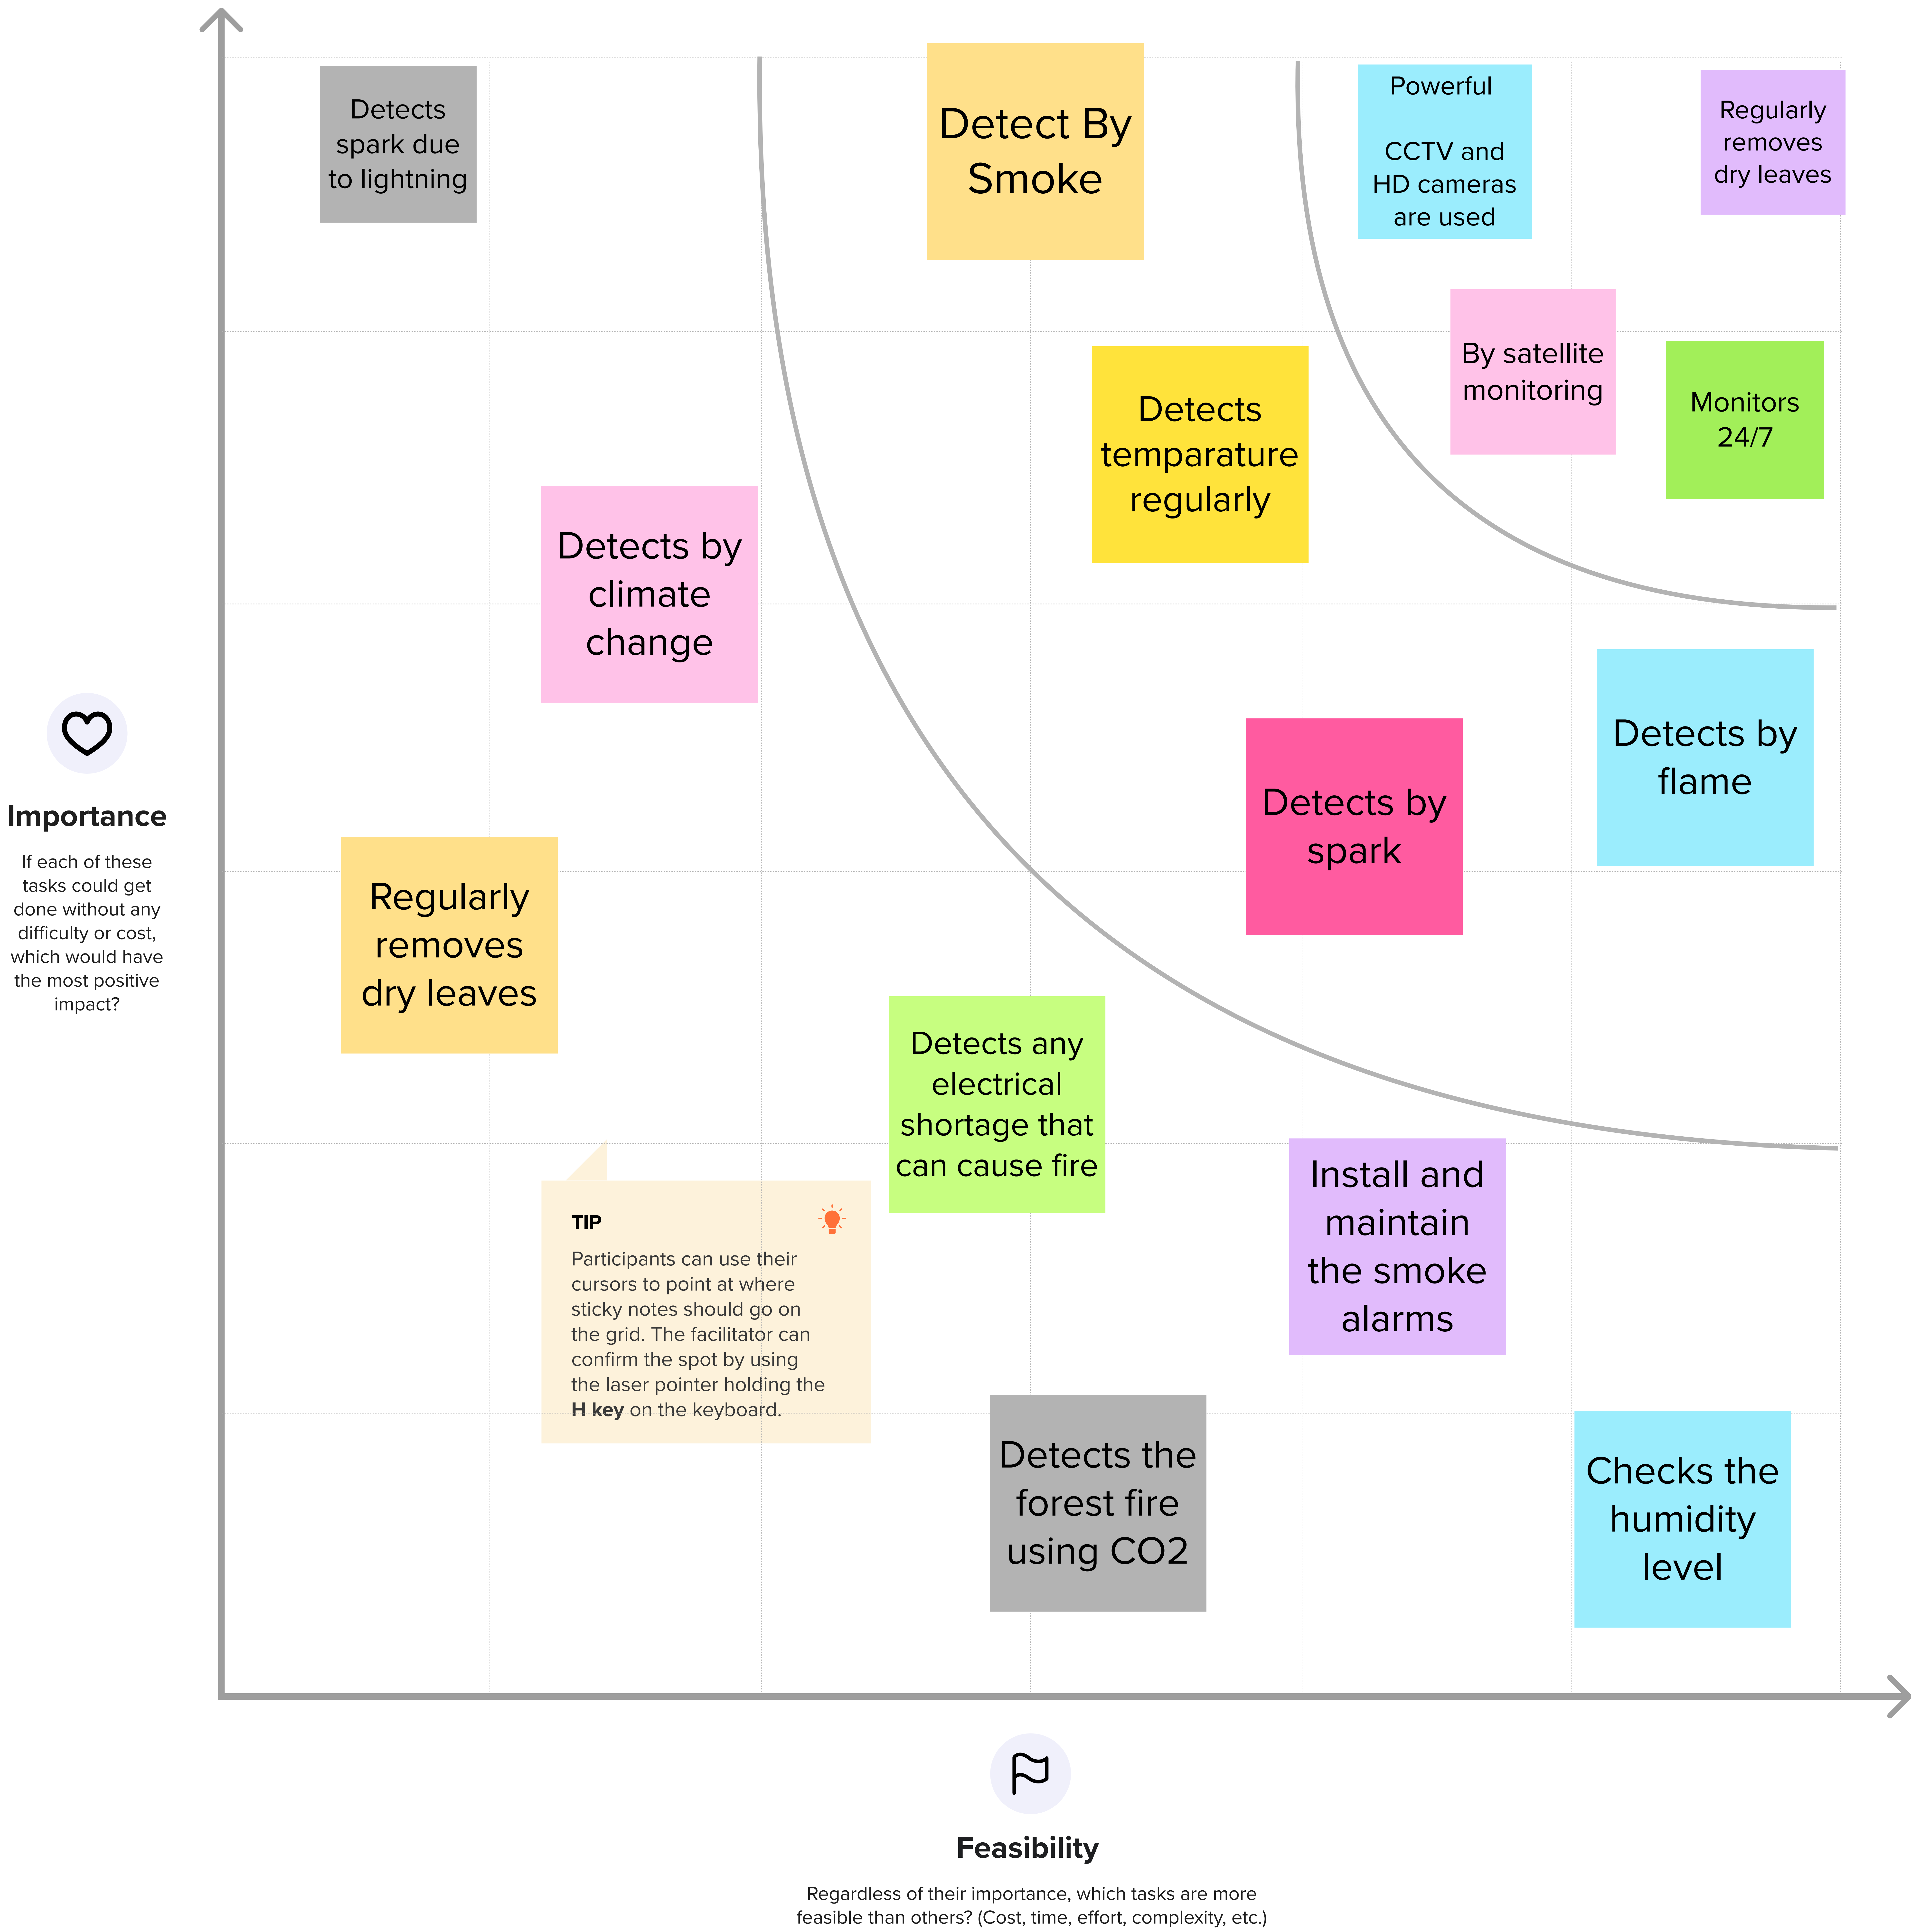 Detects
spark due
to lightning
Detect By
Smoke
Powerful
CCTV and
HD cameras
are used
Regularly
removes
dry leaves
By satellite
monitoring
Monitors
24/7
Detects
temparature
regularly
Detects by
climate
change
Detects by
flame
Detects by
spark
Importance
If each of these
tasks could get
done without any
difficulty or cost,
which would have
the most positive
impact?
Regularly
removes
dry leaves
Detects any
electrical
shortage that
can cause fire
Install and
maintain
the smoke
alarms
TIP
Participants can use their
cursors to point at where
sticky notes should go on
the grid. The facilitator can
confirm the spot by using
the laser pointer holding the
H key on the keyboard.
Detects the
forest fire
using CO2
Checks the
humidity
level
Feasibility
Regardless of their importance, which tasks are more
feasible than others? (Cost, time, effort, complexity, etc.)